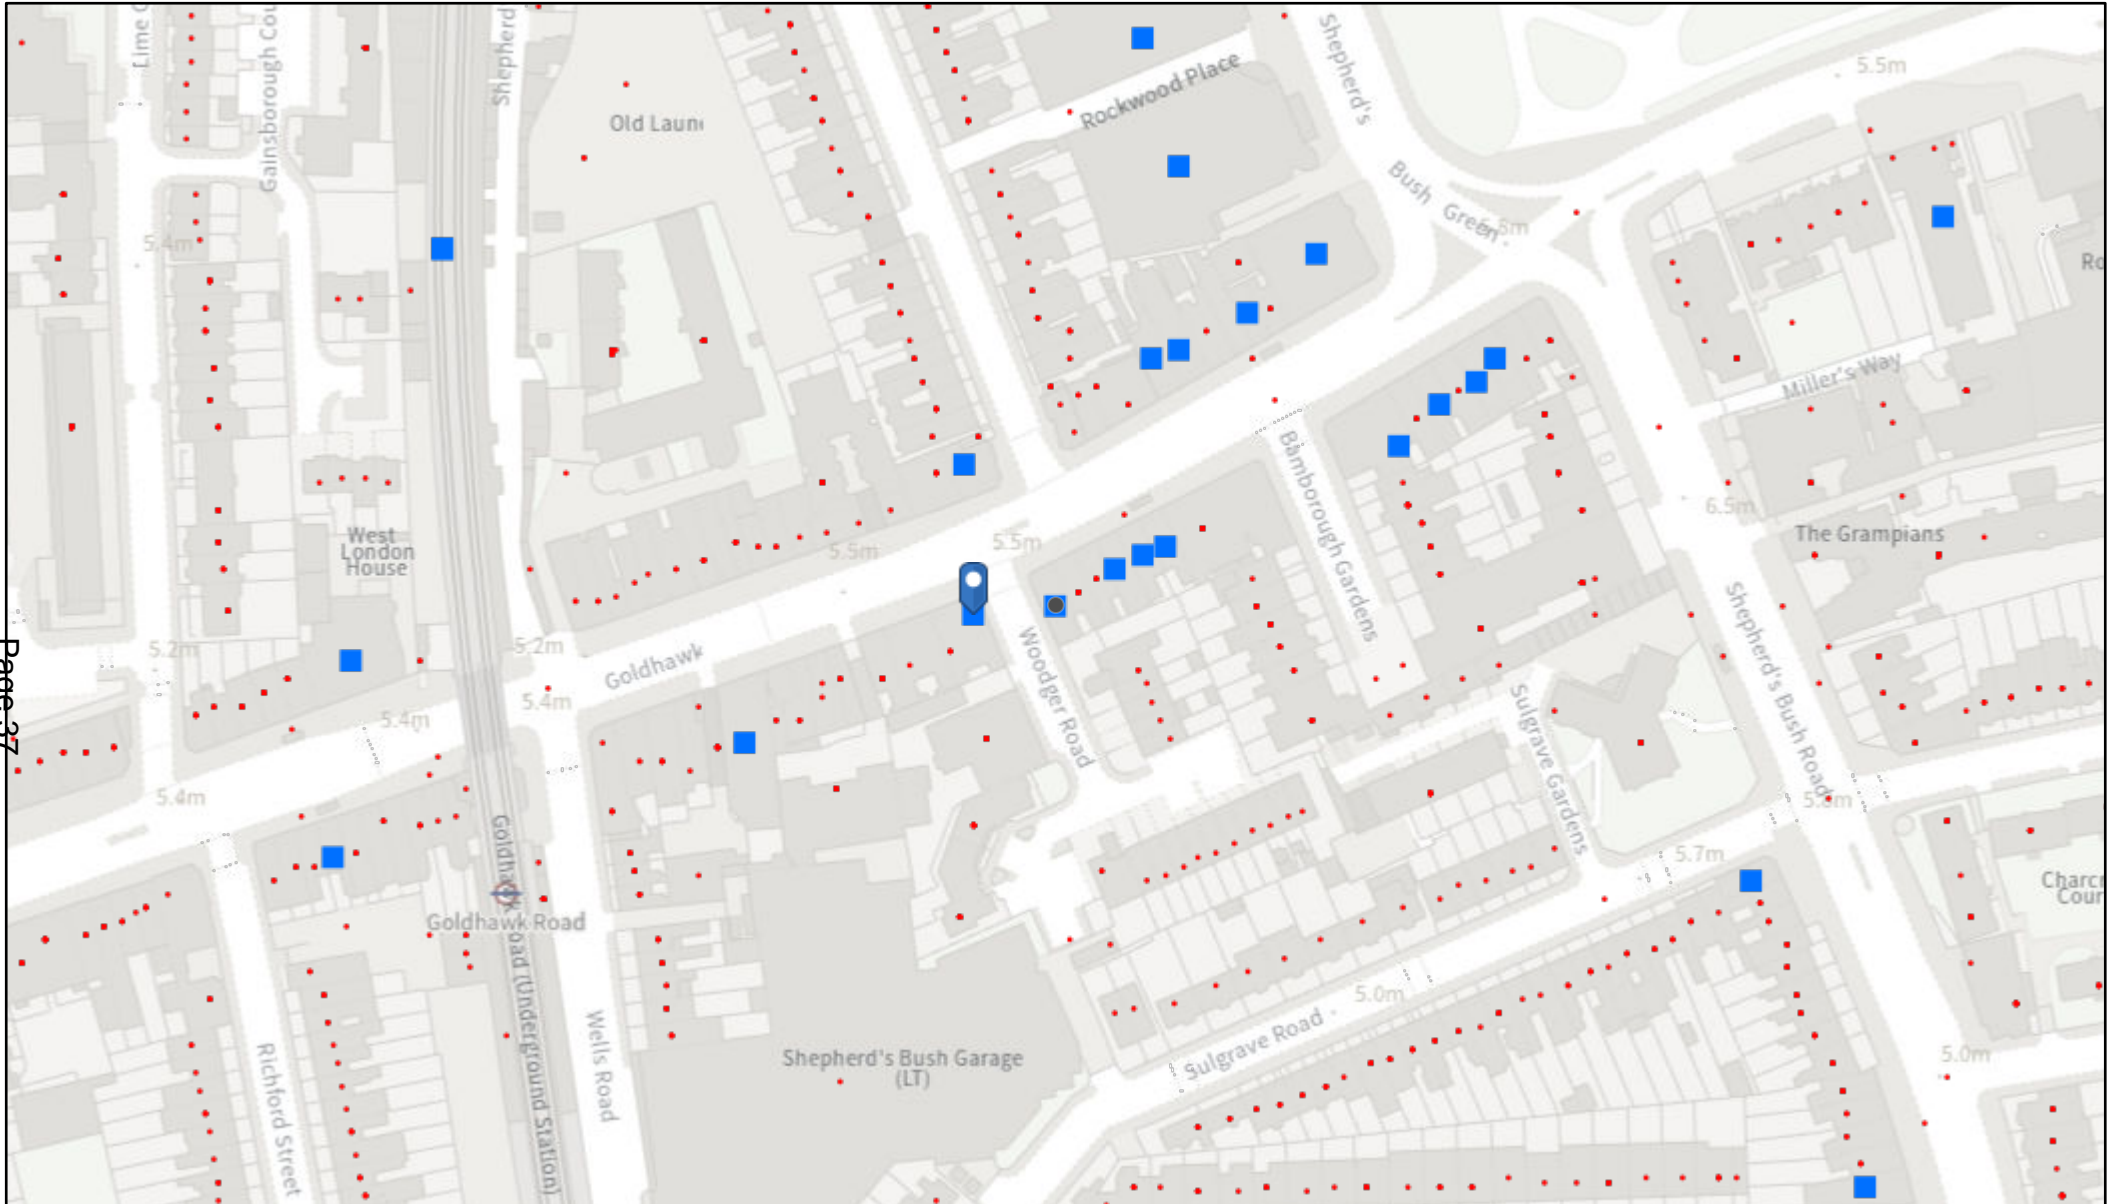 Lime C
Gainsborough Cou
Shepherd
Old Laun
Rockwood Place
Shepherd's
Bush Green
5.5m
5.4m
Miller's Way
West
London
House
5.5m
5.5m
Bamborough Gardens
6.5m
The Grampians
Page 37
5.2m
5.2m
Goldhawk
5.4m
5.4m
Woodger Road
Sulgrave Gardens
Shepherd's Bush Road
5.4m
5.7m
Goldhawk Road (Underground Station)
Goldhawk Road
Wells Road
Richford Street
Shepherd's Bush Garage
(LT)
Sulgrave Road
5.0m
5.0m